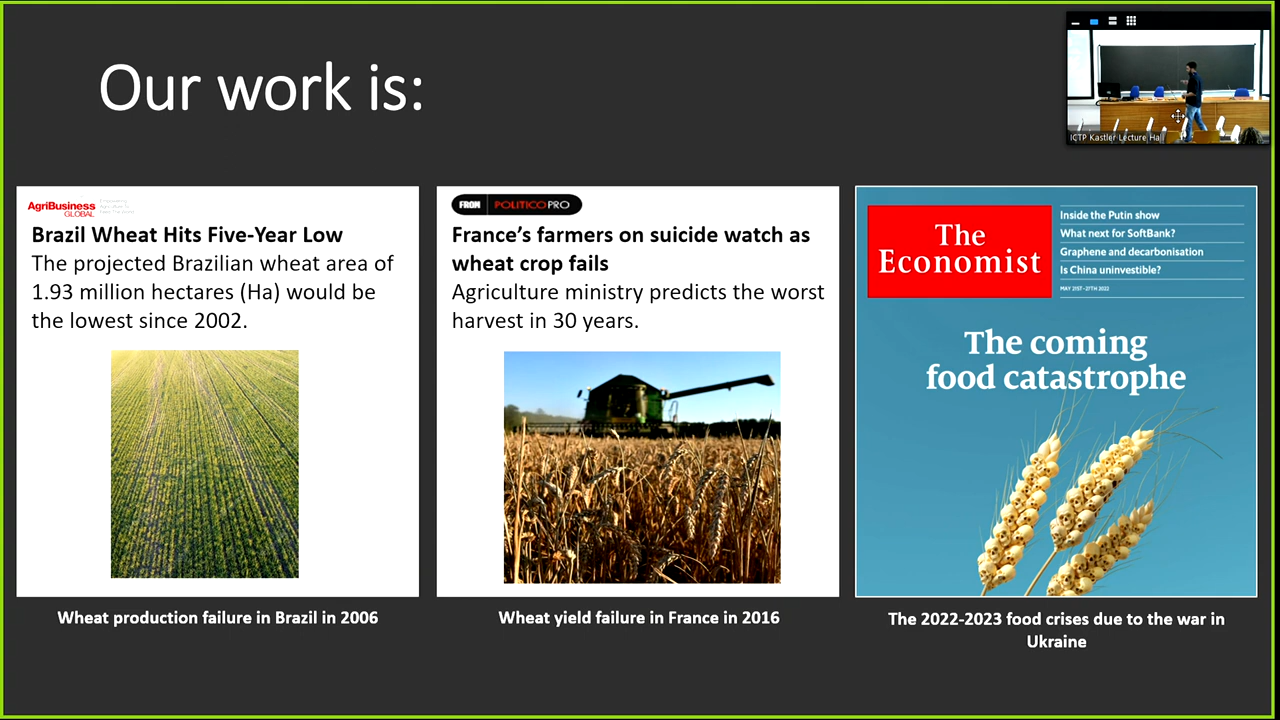 Our work is:
ICTP Kastler Lecture Hal
AgriBusiness
GLOBAL
Brazil Wheat Hits Five-Year Low
The projected Brazilian wheat area of
1.93 million hectares (Ha) would be
the lowest since 2002.
Wheat production failure in Brazil in 2006
FROM POLITICO PRO
France's farmers on suicide watch as
wheat crop fails
Agriculture ministry predicts the worst
harvest in 30 years.
Wheat yield failure in France in 2016
The
Economist
Inside the Putin show
What next for SoftBank?
Graphene and decarbonisation
Is China uninvestible?
MAY 21ST–27TH 2022
The coming
food catastrophe
The 2022-2023 food crises due to the war in
Ukraine